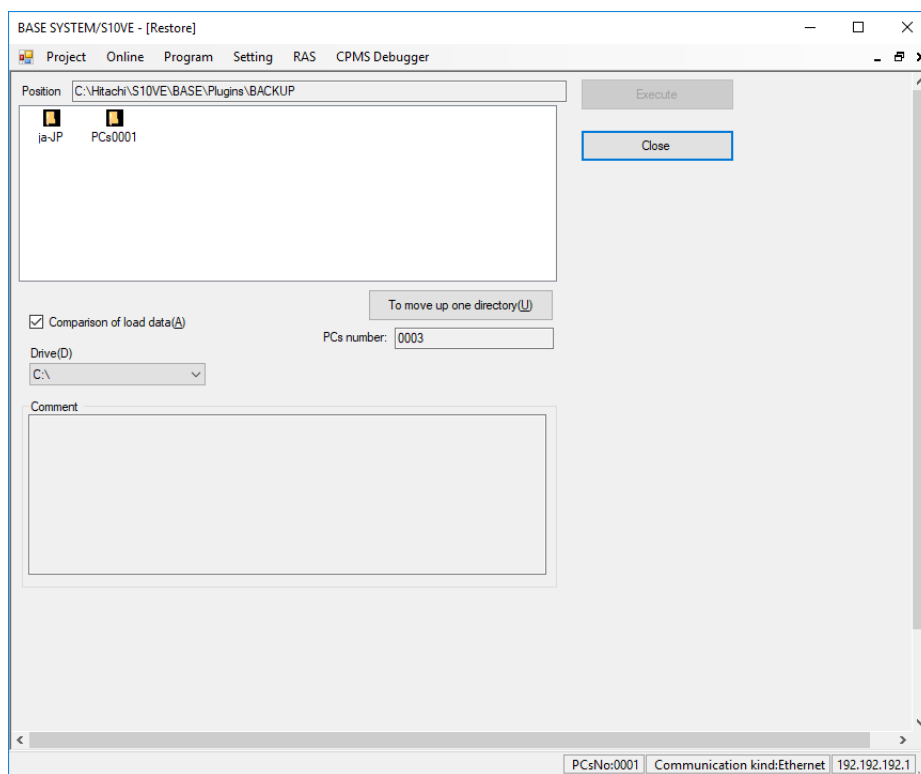 BASE SYSTEM/S10VE - [Restore]
Project Online Program Setting RAS CPMS Debugger
Position C:\Hitachi\S10VE\BASE\Plugins\BACKUP
Execute
ja-JP PCs0001
Close
To move up one directory(U)
Comparison of load data(A)
PCs number: 0003
Drive(D)
C:\
Comment
PCsNo:0001 Communication kind:Ethernet 192.192.192.1